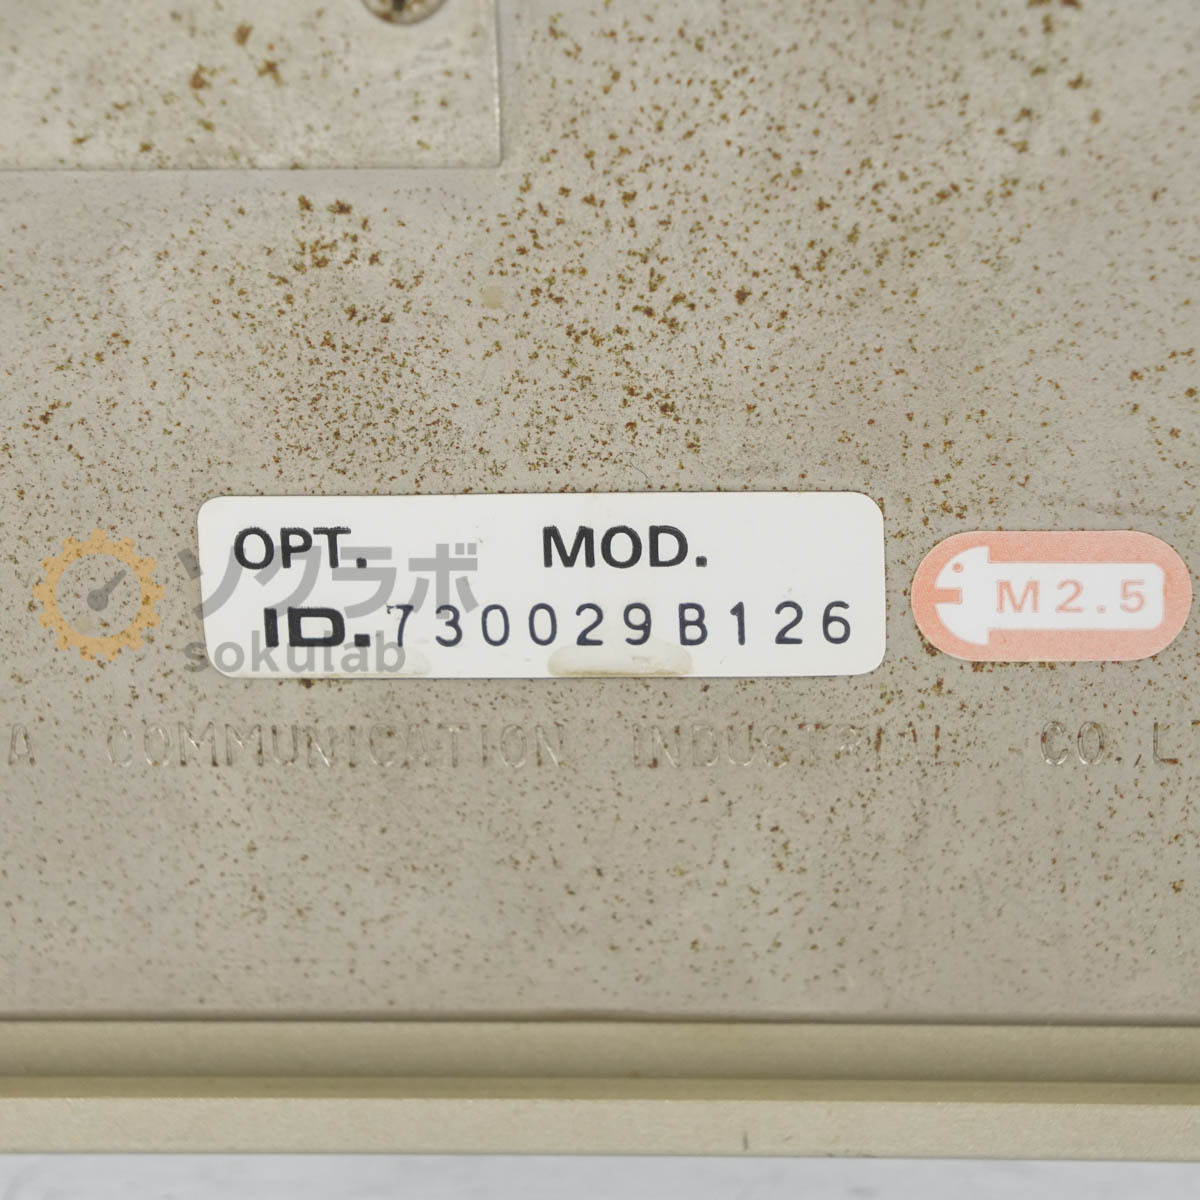 OPT. MOD.
ID. 730029B126
M2.5
ソクラボ
sokulab
A COMMUNICATION INDUSTRIAL CO.L